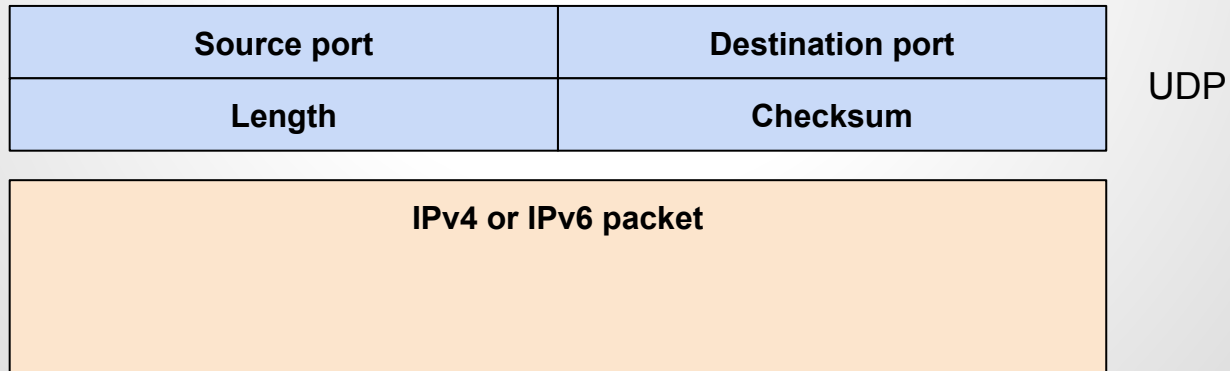 Source port Destination port
UDP
Length Checksum
IPv4 or IPv6 packet